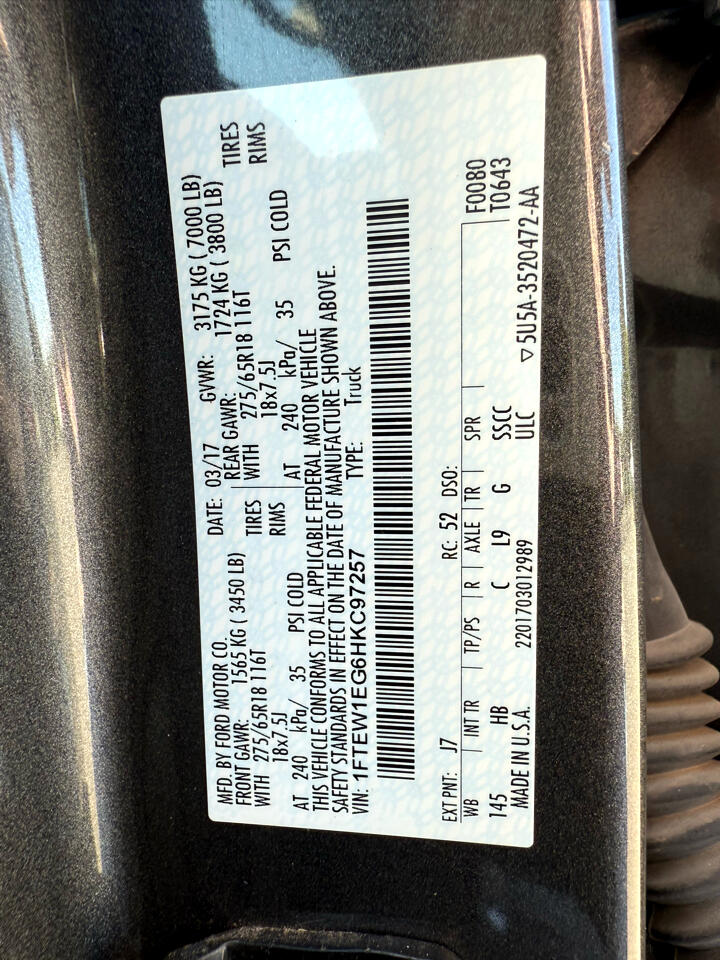 MFD. BY FORD MOTOR CO.
DATE: 03/17 GVWR: 3175 KG ( 7000 LB)
FRONT GAWR: 1565 KG ( 3450 LB) REAR GAWR: 1724 KG ( 3800 LB)
WITH 275/65R18 116T TIRES WITH 275/65R18 116T TIRES
18x7.5J RIMS 18x7.5J RIMS
AT 240 kPa/ 35 PSI COLD AT 240 kPa/ 35 PSI COLD
THIS VEHICLE CONFORMS TO ALL APPLICABLE FEDERAL MOTOR VEHICLE
SAFETY STANDARDS IN EFFECT ON THE DATE OF MANUFACTURE SHOWN ABOVE.
VIN: 1FTEW1EG6HKC97257 TYPE: Truck
EXT PNT: J7 RC: 52 DSO:
WB INT TR TP/PS R AXLE TR SPR F0080
145 HB C L9 G SSCC T0643
MADE IN U.S.A. 2201703012989 ULC ▽5U5A-3520472-AA